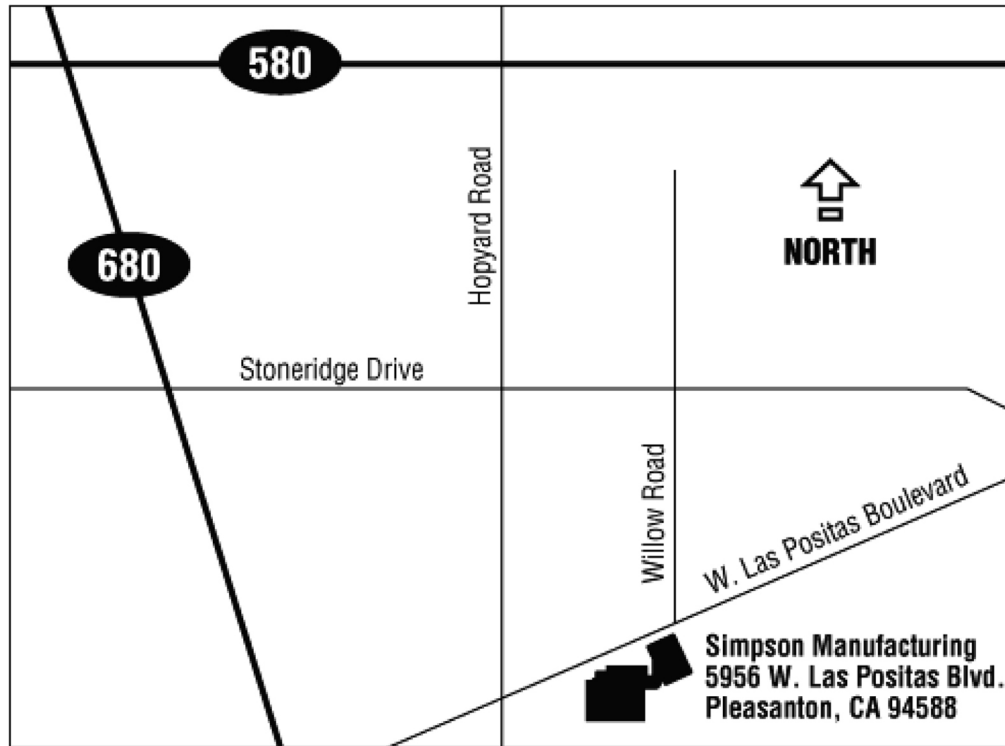 580
Hopyard Road
680
NORTH
Stoneridge Drive
Willow Road
W. Las Positas Boulevard
Simpson Manufacturing
5956 W. Las Positas Blvd.
Pleasanton, CA 94588